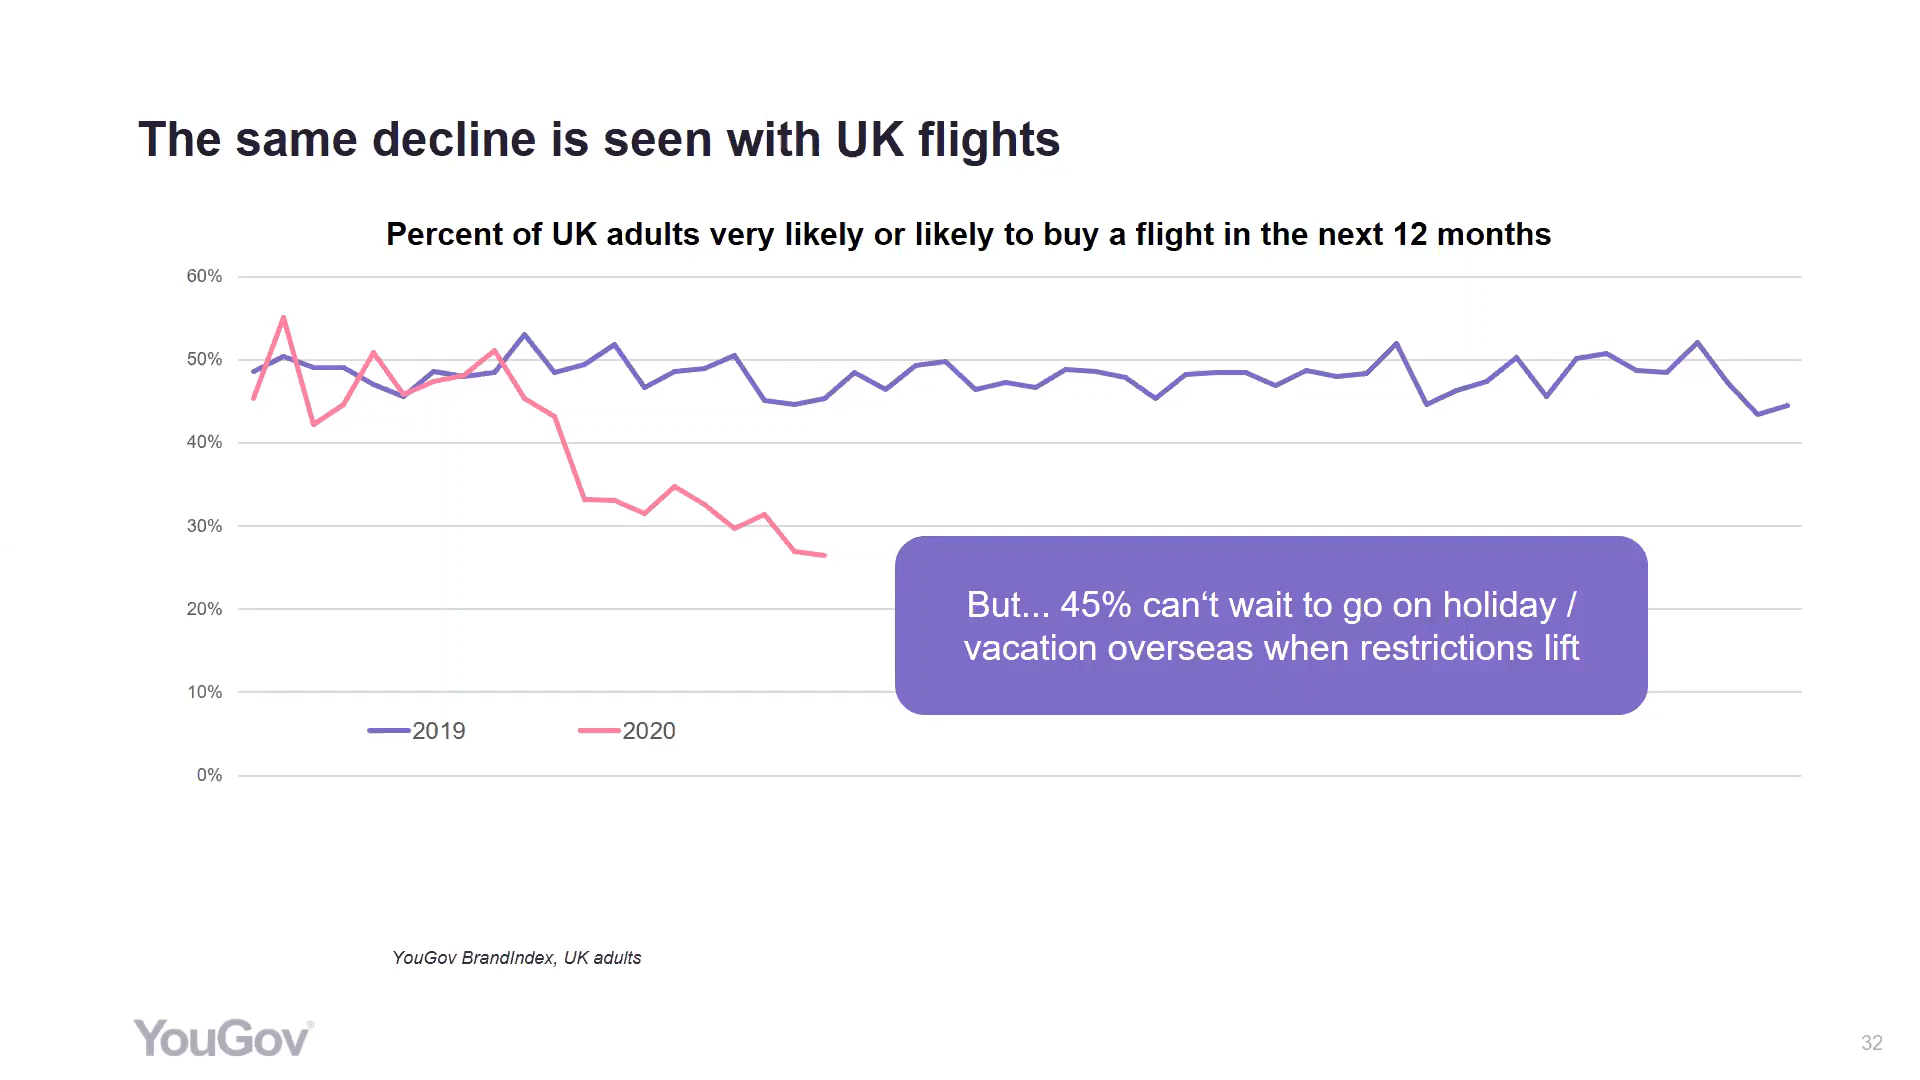 The same decline is seen with UK flights
Percent of UK adults very likely or likely to buy a flight in the next 12 months
60%
50%
40%
30%
20%
10%
0%
But... 45% can‘t wait to go on holiday /
vacation overseas when restrictions lift
2019
2020
YouGov BrandIndex, UK adults
YouGov®
32